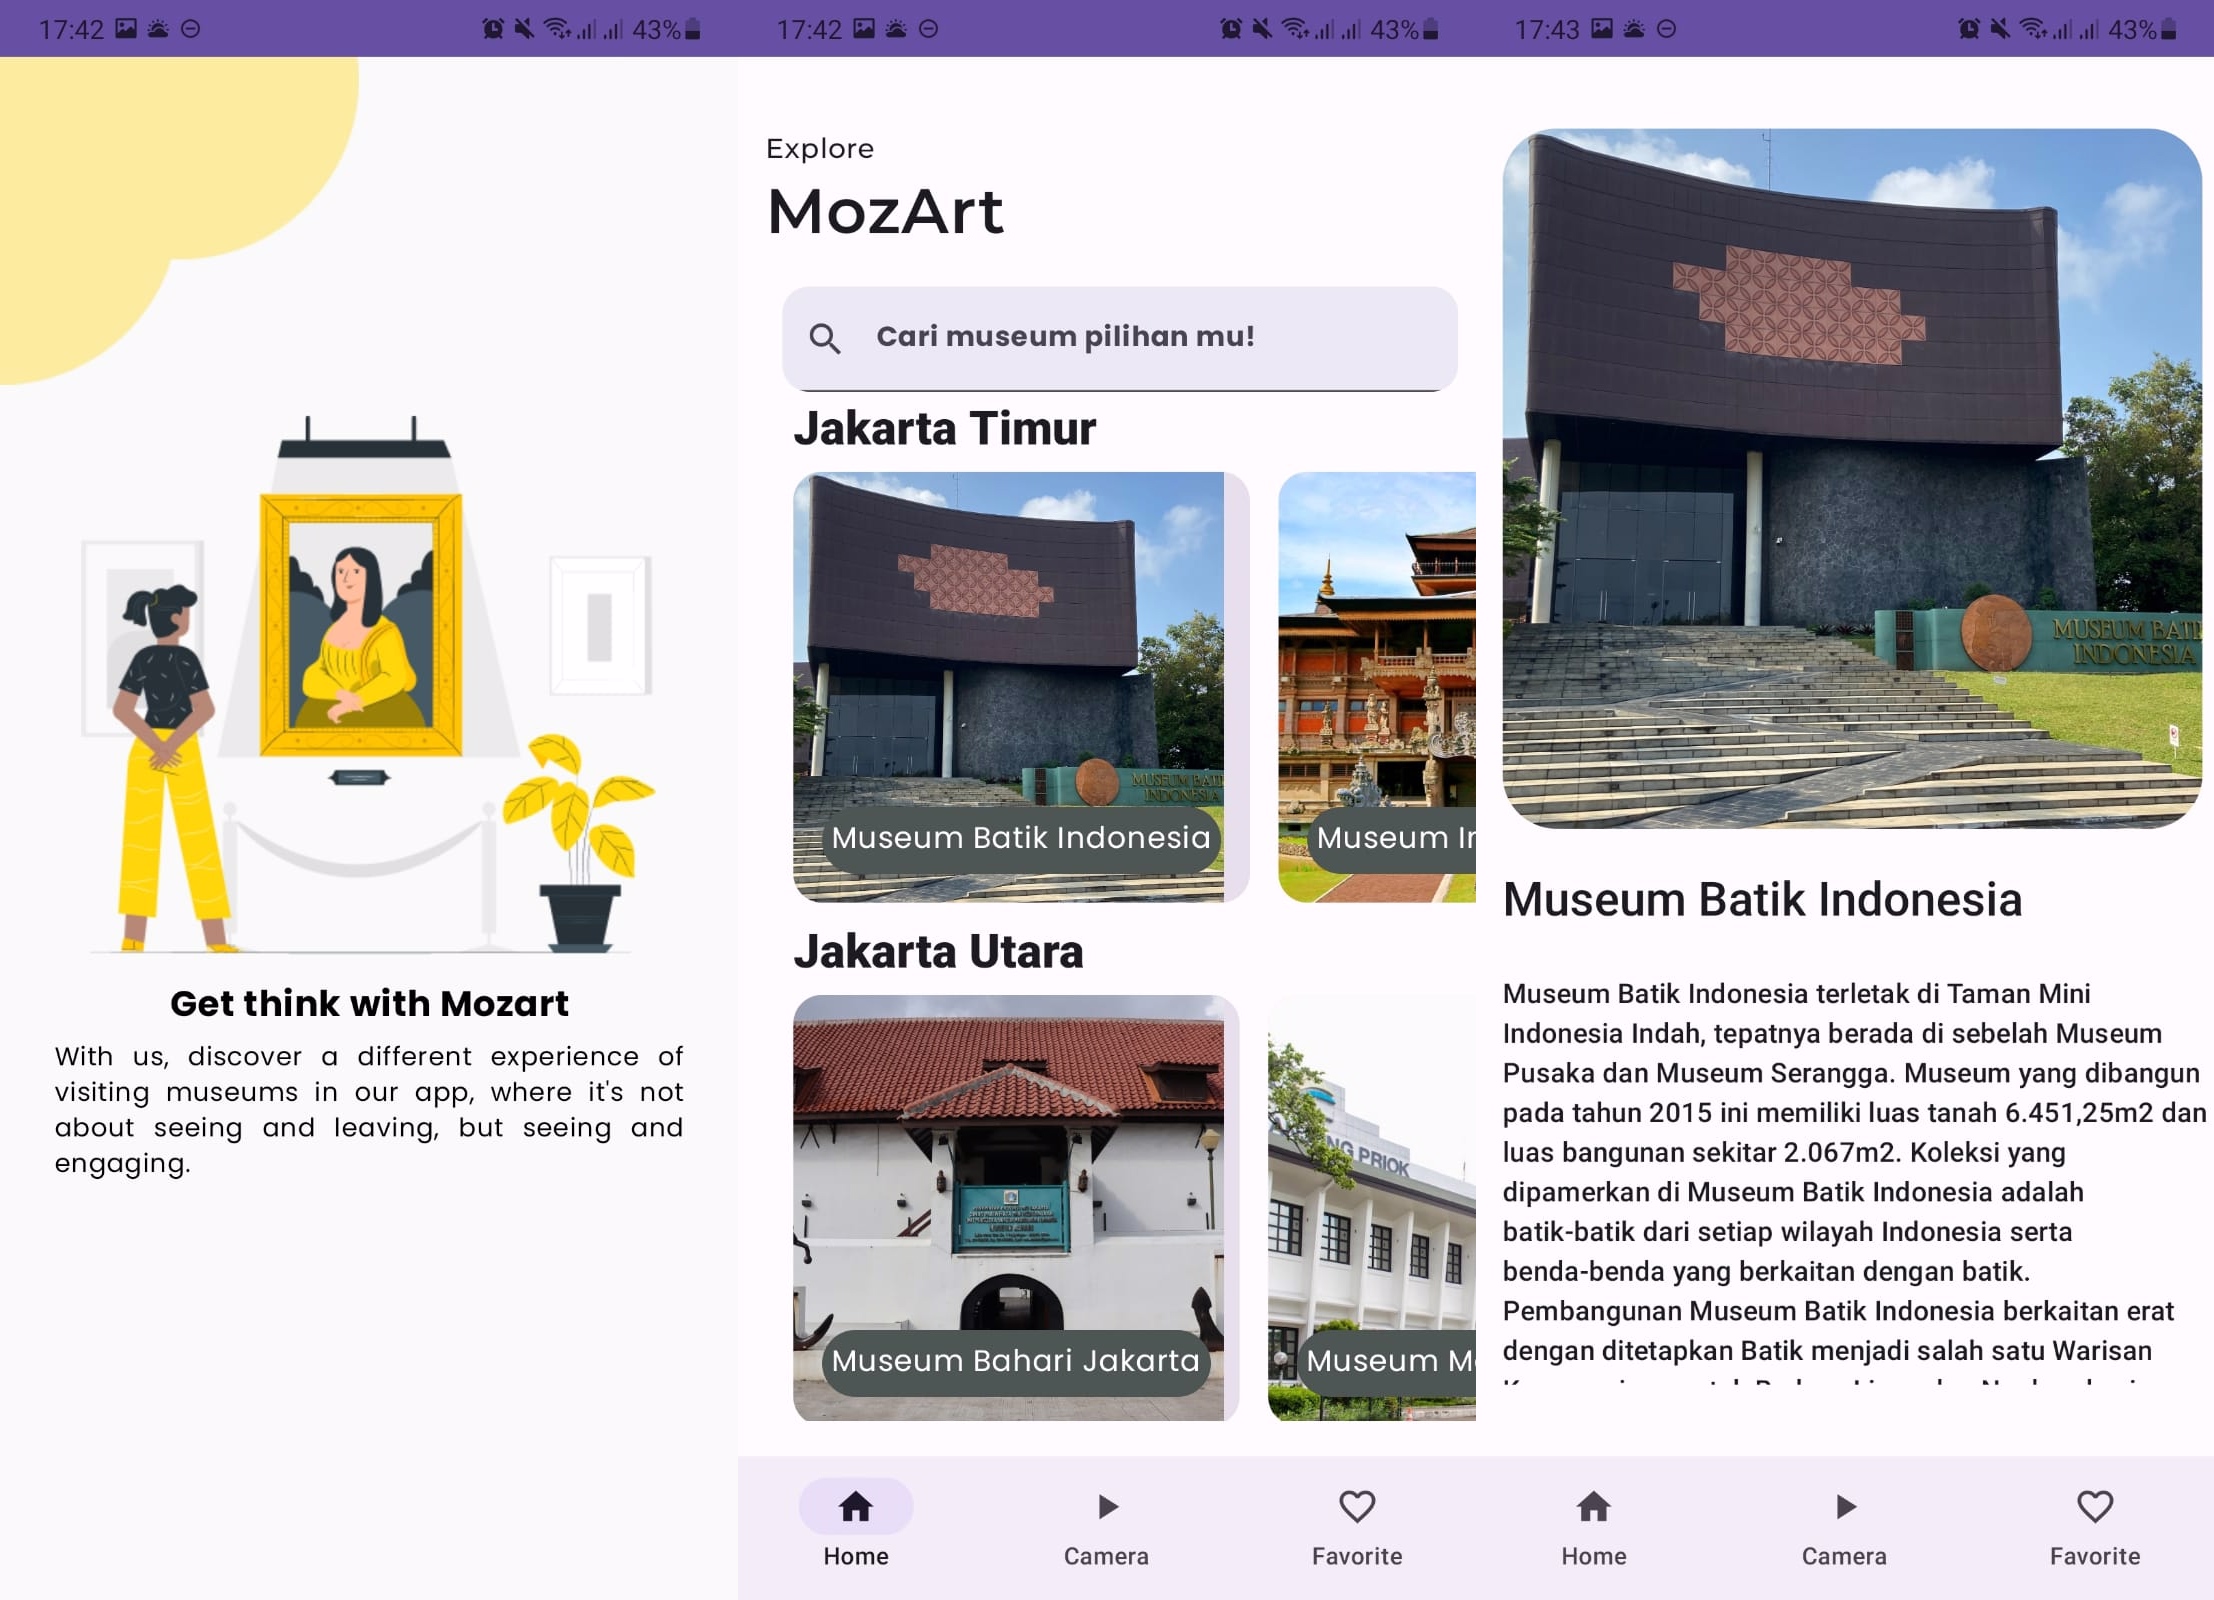 17:42
43%
Get think with Mozart
With us, discover a different experience of
visiting museums in our app, where it's not
about seeing and leaving, but seeing and
engaging.
17:42
43%
Explore
MozArt
Cari museum pilihan mu!
Jakarta Timur
MUSEUM BATI
INDONESIA
Museum Batik Indonesia
Museum Ir
Jakarta Utara
NG PRIOK
Museum Bahari Jakarta
Museum M
Home
Camera
Favorite
17:43
43%
MUSEUM BATIK
INDONESIA
Museum Batik Indonesia
Museum Batik Indonesia terletak di Taman Mini
Indonesia Indah, tepatnya berada di sebelah Museum
Pusaka dan Museum Serangga. Museum yang dibangun
pada tahun 2015 ini memiliki luas tanah 6.451,25m2 dan
luas bangunan sekitar 2.067m2. Koleksi yang
dipamerkan di Museum Batik Indonesia adalah
batik-batik dari setiap wilayah Indonesia serta
benda-benda yang berkaitan dengan batik.
Pembangunan Museum Batik Indonesia berkaitan erat
dengan ditetapkan Batik menjadi salah satu Warisan
Home
Camera
Favorite